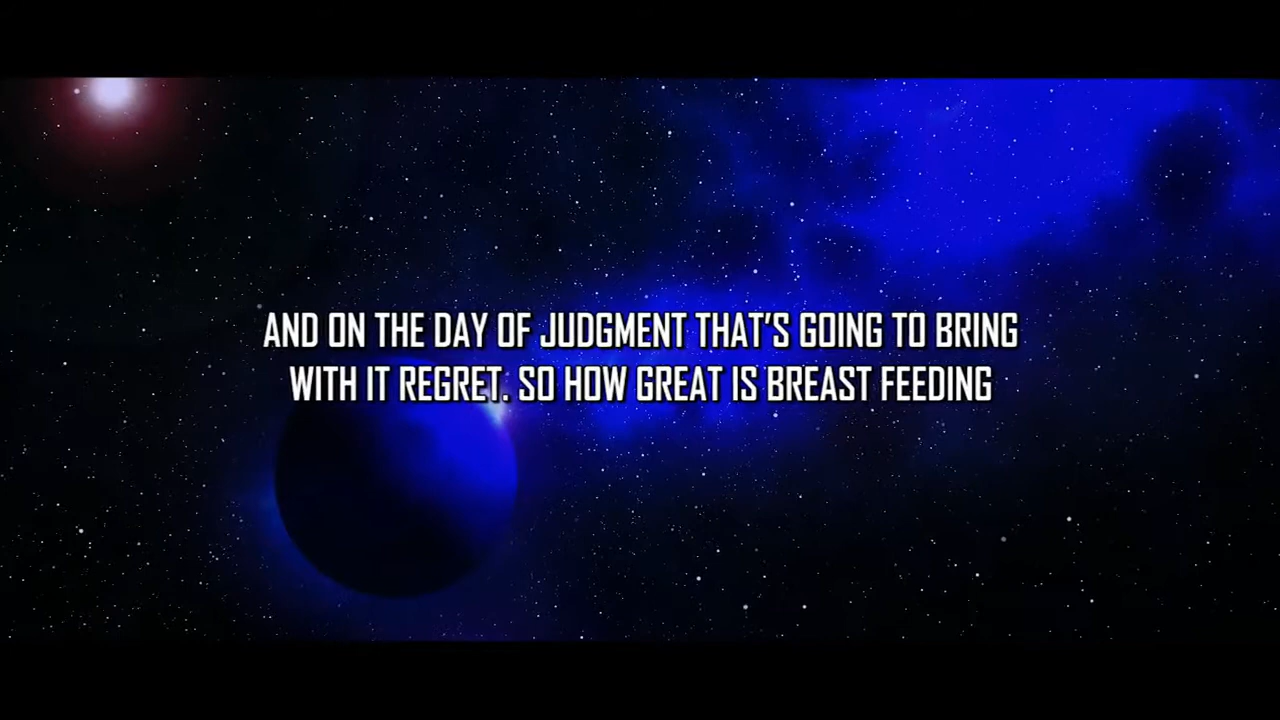 AND ON THE DAY OF JUDGMENT THAT'S GOING TO BRING
WITH IT REGRET. SO HOW GREAT IS BREAST FEEDING